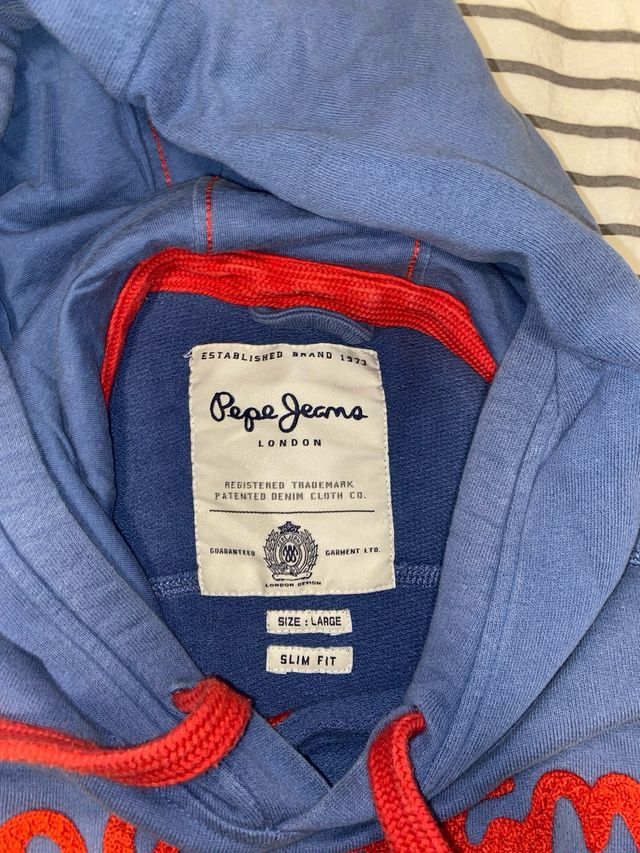 ESTABLISHED BRAND 1973
Pepe Jeans
LONDON
REGISTERED TRADEMARK
PATENTED DENIM CLOTH CO.
GUARANTEED GARMENT LTD.
LONDON DESIGN
SIZE : LARGE
SLIM FIT